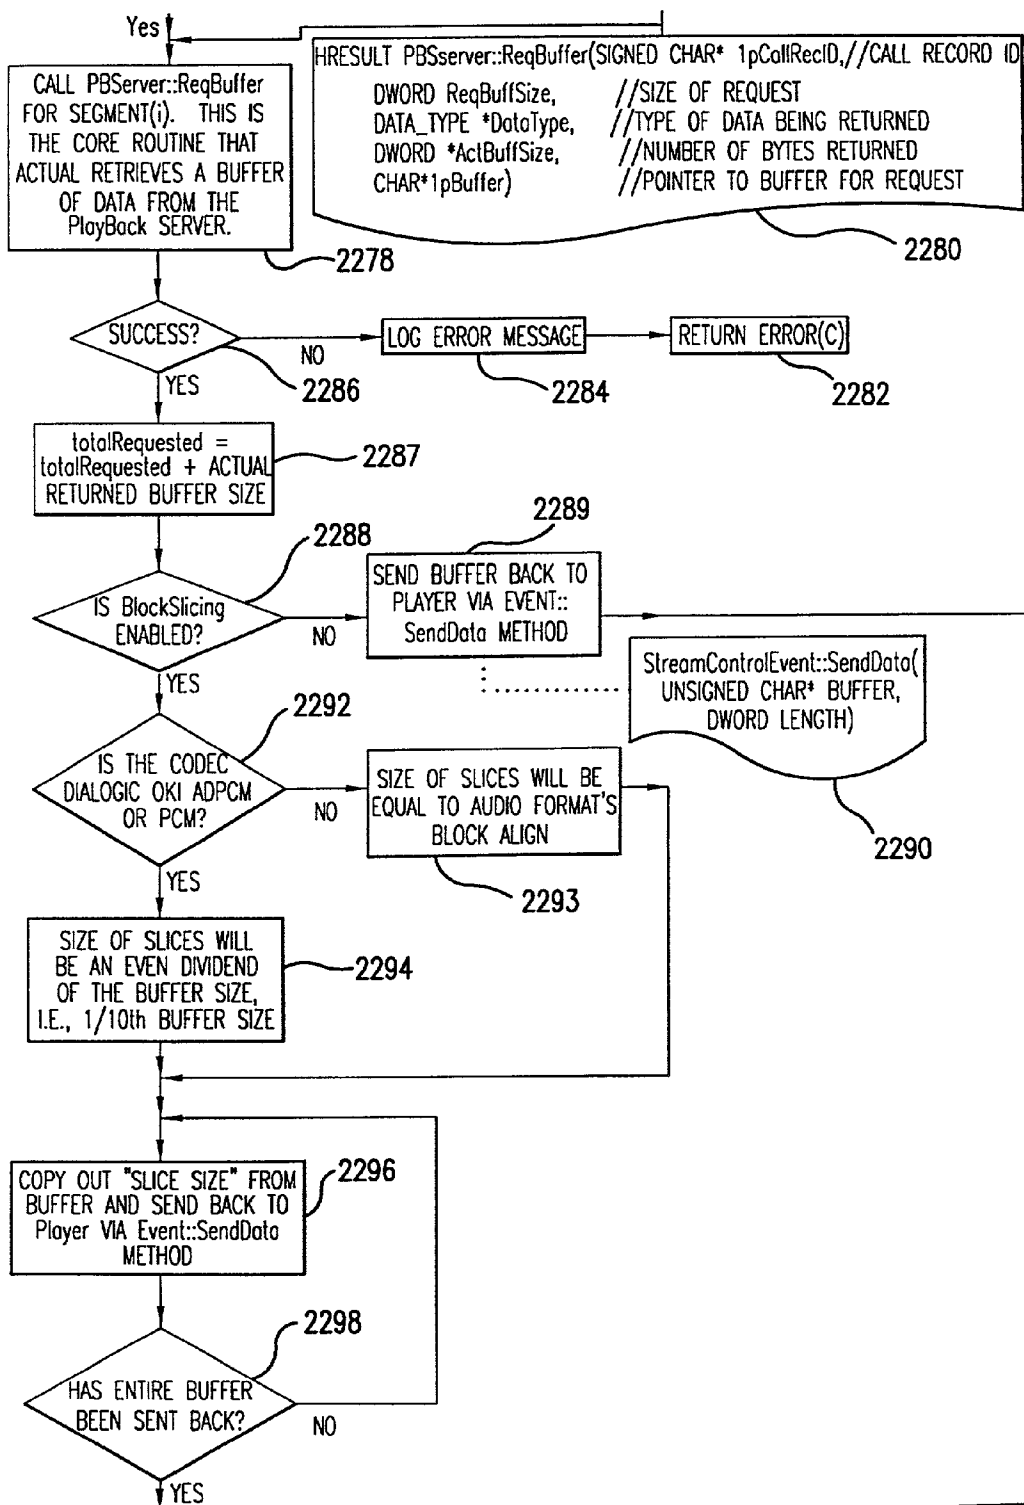 Yes
CALL PBServer::ReqBuffer
FOR SEGMENT(i). THIS IS
THE CORE ROUTINE THAT
ACTUAL RETRIEVES A BUFFER
OF DATA FROM THE
PlayBack SERVER.
2278
HRESULT PBSserver::ReqBuffer(SIGNED CHAR* 1pCallRecID,//CALL RECORD ID
DWORD ReqBuffSize, //SIZE OF REQUEST
DATA_TYPE *DataType, //TYPE OF DATA BEING RETURNED
DWORD *ActBuffSize, //NUMBER OF BYTES RETURNED
CHAR*1pBuffer) //POINTER TO BUFFER FOR REQUEST
2280
SUCCESS?
NO
2286
YES
LOG ERROR MESSAGE
2284
RETURN ERROR(C)
2282
totalRequested =
totalRequested + ACTUAL
RETURNED BUFFER SIZE
2287
2288
IS BlockSlicing
ENABLED?
NO
YES
2289
SEND BUFFER BACK TO
PLAYER VIA EVENT::
SendData METHOD
StreamControlEvent::SendData(
UNSIGNED CHAR* BUFFER,
DWORD LENGTH)
2290
2292
IS THE CODEC
DIALOGIC OKI ADPCM
OR PCM?
NO
YES
SIZE OF SLICES WILL BE
EQUAL TO AUDIO FORMAT'S
BLOCK ALIGN
2293
SIZE OF SLICES WILL
BE AN EVEN DIVIDEND
OF THE BUFFER SIZE,
I.E., 1/10th BUFFER SIZE
2294
COPY OUT "SLICE SIZE" FROM
BUFFER AND SEND BACK TO
Player VIA Event::SendData
METHOD
2296
2298
HAS ENTIRE BUFFER
BEEN SENT BACK?
NO
YES